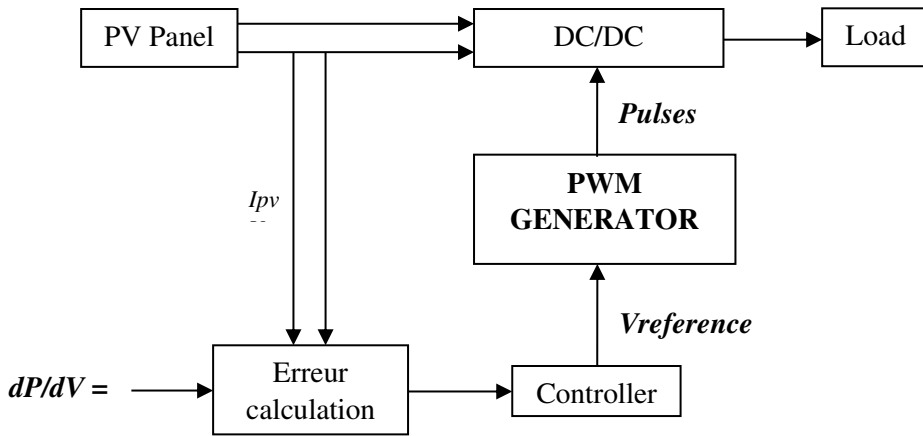 PV Panel
DC/DC
Load
Pulses
Ipv
PWM
GENERATOR
Vreference
dP/dV =
Erreur
calculation
Controller